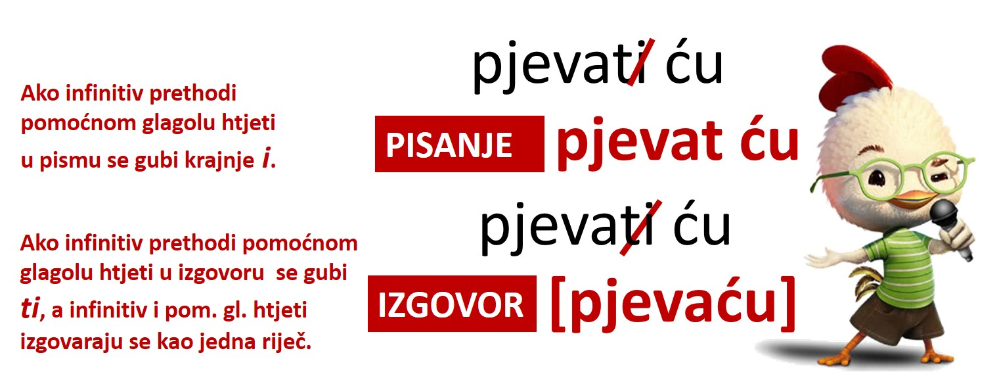 Ako infinitiv prethodi
pomoćnom glagolu htjeti
u pismu se gubi krajnje i.
pjevati ću
PISANJE pjevat ću
Ako infinitiv prethodi pomoćnom
glagolu htjeti u izgovoru se gubi
ti, a infinitiv i pom. gl. htjeti
izgovaraju se kao jedna riječ.
pjevati ću
IZGOVOR [pjevaću]